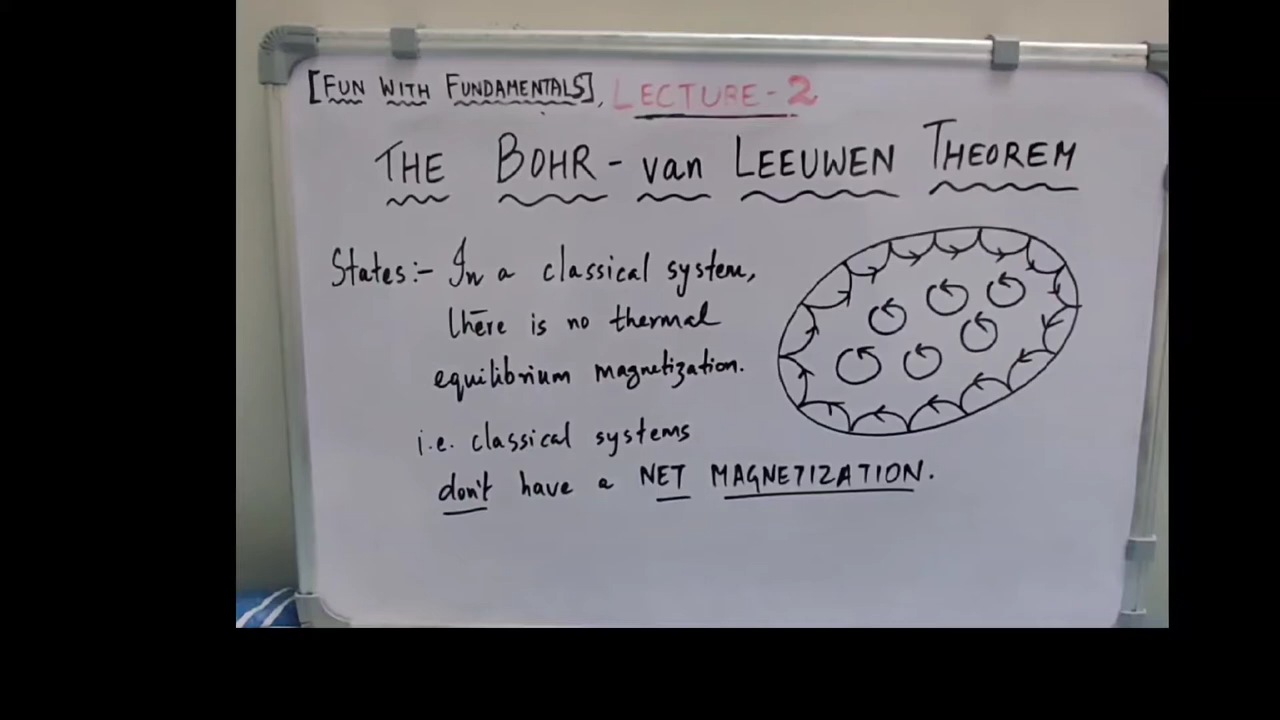 [FUN WITH FUNDAMENTALS], LECTURE-2
THE BOHR-van LEEUWEN THEOREM
States:- In a classical system,
there is no thermal
equilibrium magnetization.
i.e. classical systems
don't have a NET MAGNETIZATION.